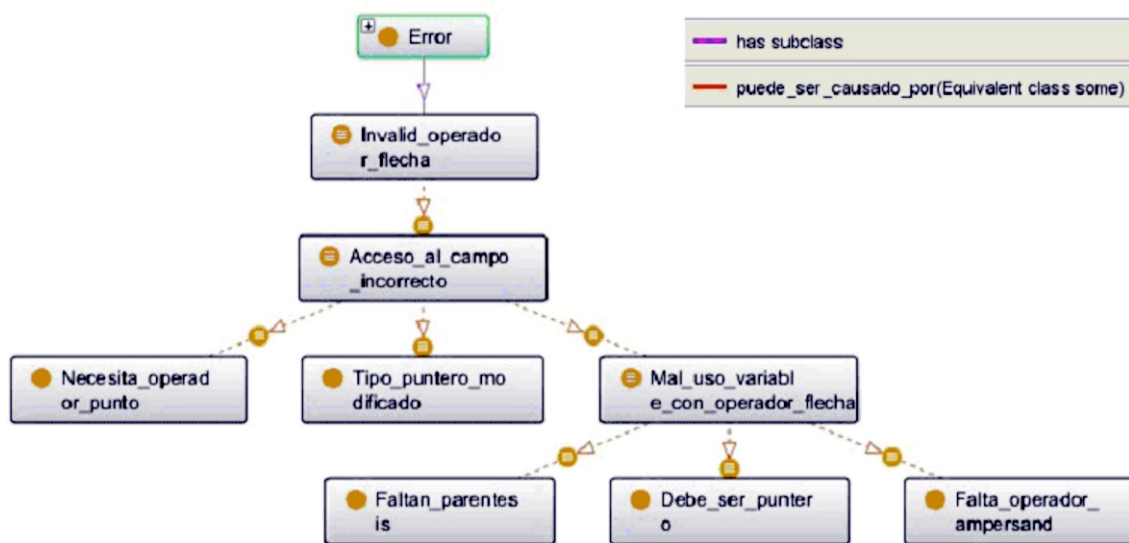 Error
has subclass
puede_ser_causado_por(Equivalent class some)
Invalid_operado
r_flecha
Acceso_al_campo
_incorrecto
Necesita_operad
or_punto
Tipo_puntero_mo
dificado
Mal_uso_variabl
e_con_operador_flecha
Faltan_parentes
is
Debe_ser_punter
o
Falta_operador_
ampersand